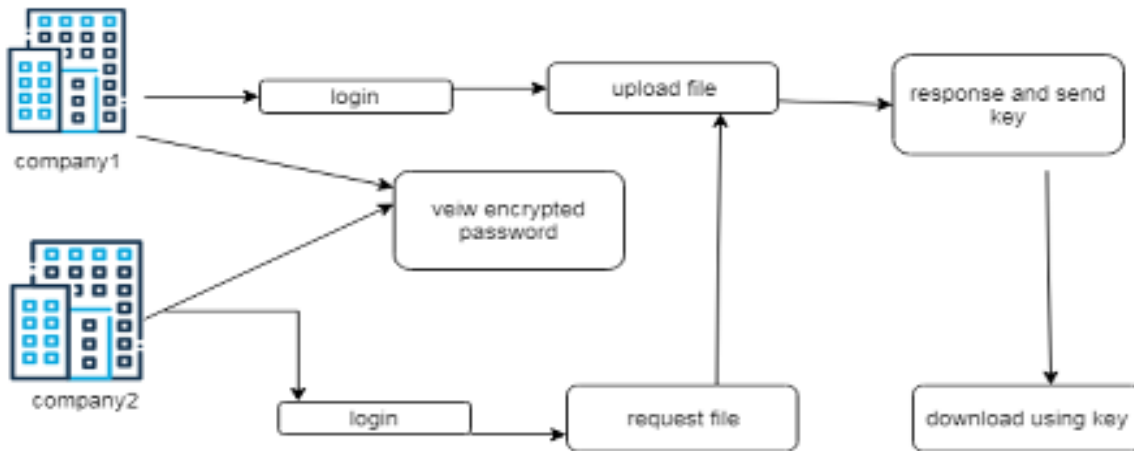 login
upload file
response and send
key
company1
veiw encrypted
password
company2
login
request file
download using key